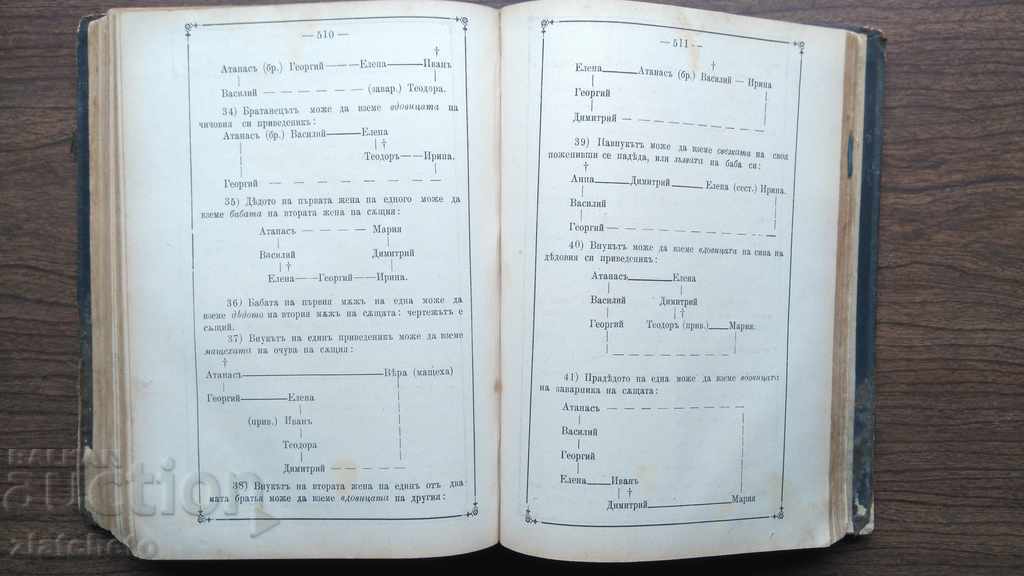 — 510 —
†
Атанасъ (бр.) Георгий — — — Елена——Иванъ
Василий — — — — — — (завар.) Теодора.
34) Братанецътъ може да вземе вдовицата на
чичовия си приведеникъ:
Атанасъ (бр.) Василий——Елена
†
Теодоръ—Ирина.
Георгий — — — — — — — —
35) Дѣдото на първата жена на едного може да
вземе бабата на втората жена на сѫщия:
Атанасъ — — — — Мария
Василий Димитрий
†
Елена——Георгий——Ирина.
36) Бабата на първия мѫжъ на една може да
вземе дѣдото на втория мѫжъ на сѫщата: чертежътъ е
сѫщий.
37) Внукътъ на единъ приведеникъ може да вземе
мащехата на очува на сѫщия:
†
Атанасъ——————Вѣра (мащеха)
Георгий——Елена
(прив.) Иванъ
Теодора
Димитрий — — — —
38) Внукътъ на втората жена на единъ отъ два-
мата братья може да вземе вдовицата на другия:
— 511 —
†
Елена——Атанасъ (бр.) Василий — Ирина
Георгий
Димитрий — — — — — — —
39) Павнукътъ може да вземе свезката на свод
поженивши се надѣда, или зълвата на баба си:
†
Анна——Димитрий——Елена (сест.) Ирина.
Василий
Георгий— — — — — — — —
40) Внукътъ може да вземе вдовицата на сина на
дѣдовия си приведеникъ:
Атанасъ——Елена
Василий Димитрий
†
Георгий Теодоръ (прив.)——Мария.
41) Прадѣдото на една може да вземе вдовицата
на заварника на сѫщата:
Атанасъ — — — — — — —
Василий
Георгий
Елена——Иванъ
†
Димитрий——————Мария
BALKAN
auction
zlatcheto